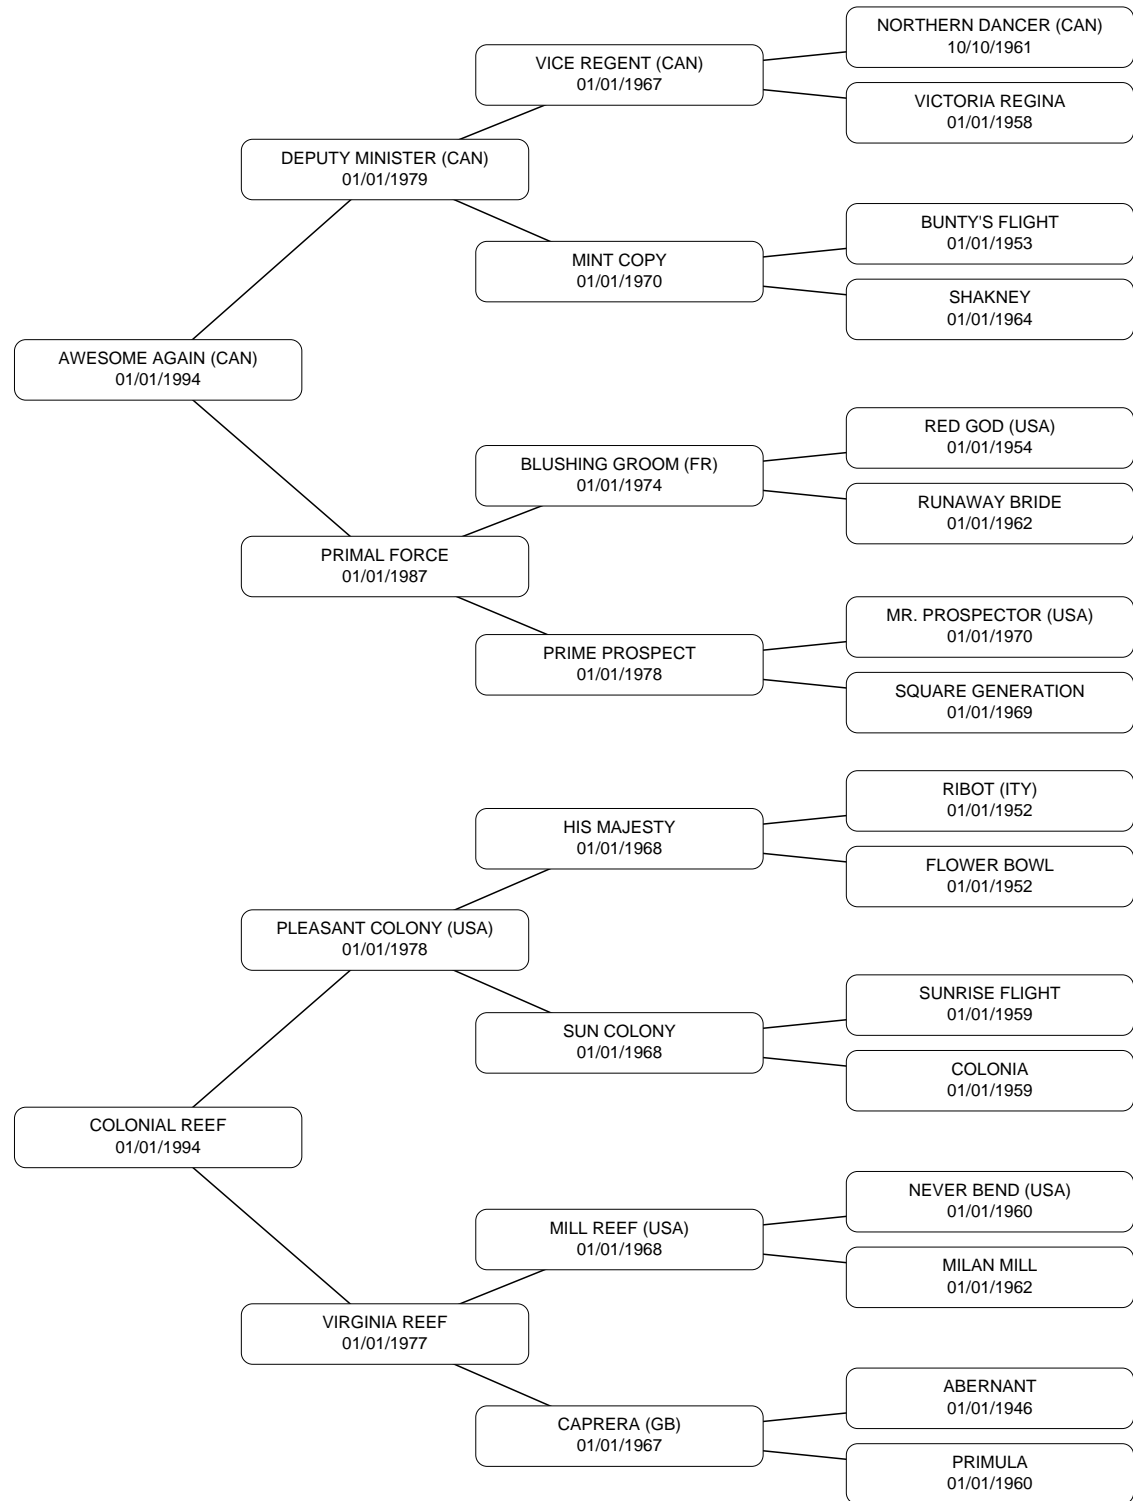 NORTHERN DANCER (CAN)
10/10/1961
VICE REGENT (CAN)
01/01/1967
VICTORIA REGINA
01/01/1958
DEPUTY MINISTER (CAN)
01/01/1979
BUNTY'S FLIGHT
01/01/1953
MINT COPY
01/01/1970
SHAKNEY
01/01/1964
AWESOME AGAIN (CAN)
01/01/1994
RED GOD (USA)
01/01/1954
BLUSHING GROOM (FR)
01/01/1974
RUNAWAY BRIDE
01/01/1962
PRIMAL FORCE
01/01/1987
MR. PROSPECTOR (USA)
01/01/1970
PRIME PROSPECT
01/01/1978
SQUARE GENERATION
01/01/1969
RIBOT (ITY)
01/01/1952
HIS MAJESTY
01/01/1968
FLOWER BOWL
01/01/1952
PLEASANT COLONY (USA)
01/01/1978
SUNRISE FLIGHT
01/01/1959
SUN COLONY
01/01/1968
COLONIA
01/01/1959
COLONIAL REEF
01/01/1994
NEVER BEND (USA)
01/01/1960
MILL REEF (USA)
01/01/1968
MILAN MILL
01/01/1962
VIRGINIA REEF
01/01/1977
ABERNANT
01/01/1946
CAPRERA (GB)
01/01/1967
PRIMULA
01/01/1960